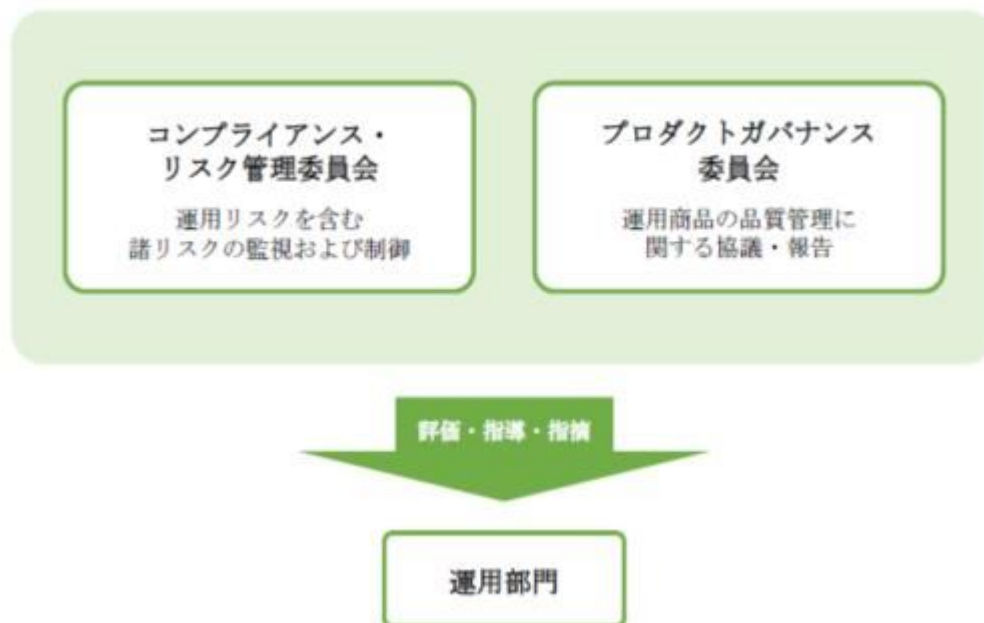 コンプライアンス・
リスク管理委員会
運用リスクを含む
諸リスクの監視および制御
プロダクトガバナンス
委員会
運用商品の品質管理に
関する協議・報告
評価・指導・指摘
運用部門